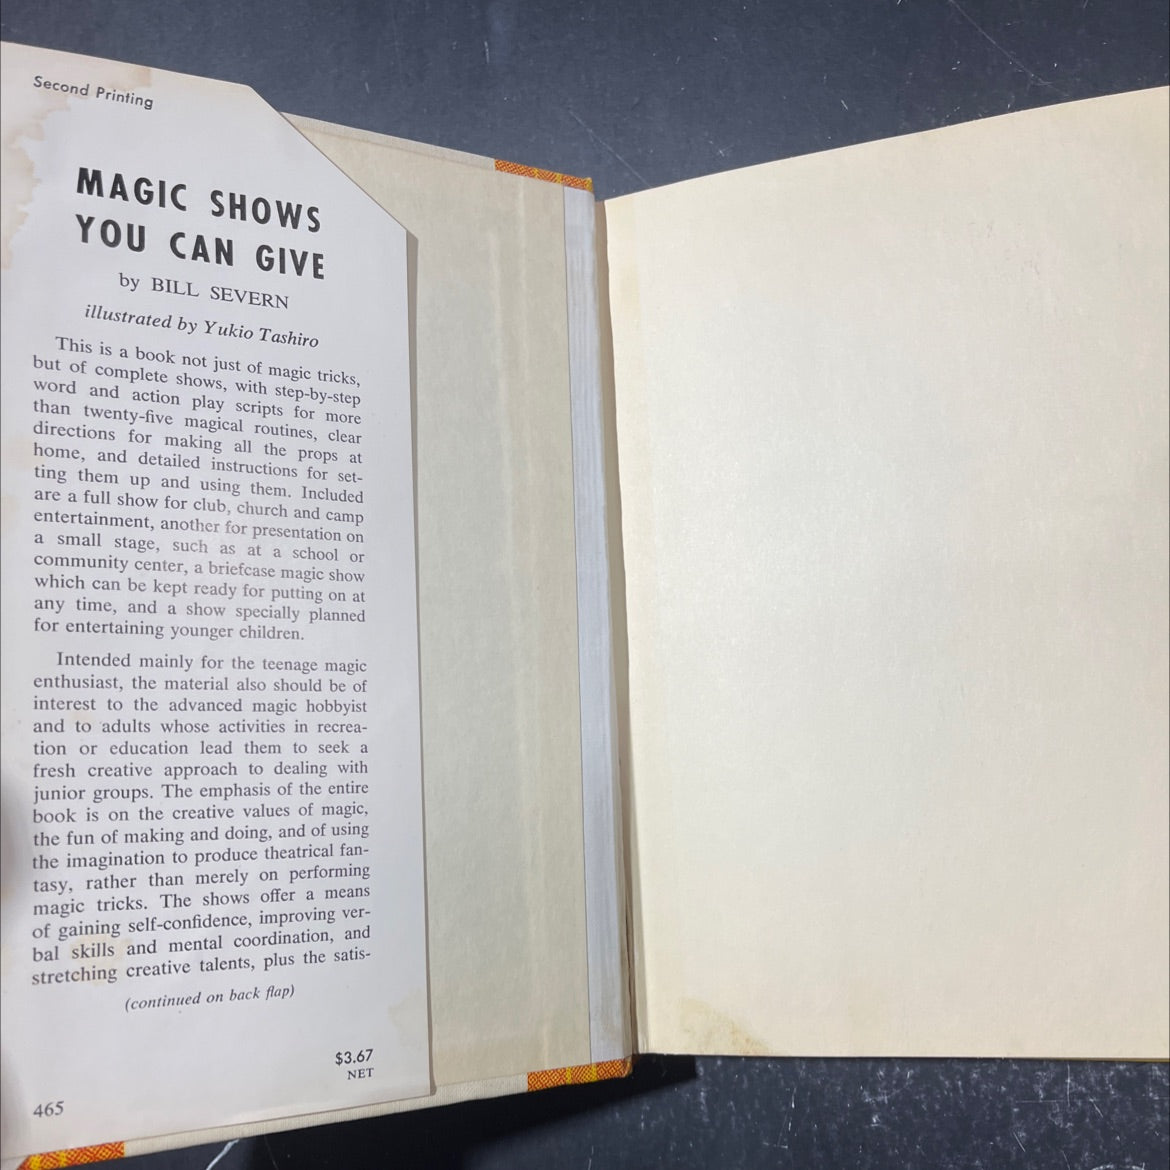 Second Printing
MAGIC SHOWS
YOU CAN GIVE
by BILL SEVERN
illustrated by Yukio Tashiro
This is a book not just of magic tricks,
but of complete shows, with step-by-step
word and action play scripts for more
than twenty-five magical routines, clear
directions for making all the props at
home, and detailed instructions for set-
ting them up and using them. Included
are a full show for club, church and camp
entertainment, another for presentation on
a small stage, such as at a school or
community center, a briefcase magic show
which can be kept ready for putting on at
any time, and a show specially planned
for entertaining younger children.
Intended mainly for the teenage magic
enthusiast, the material also should be of
interest to the advanced magic hobbyist
and to adults whose activities in recrea-
tion or education lead them to seek a
fresh creative approach to dealing with
junior groups. The emphasis of the entire
book is on the creative values of magic,
the fun of making and doing, and of using
the imagination to produce theatrical fan-
tasy, rather than merely on performing
magic tricks. The shows offer a means
of gaining self-confidence, improving ver-
bal skills and mental coordination, and
stretching creative talents, plus the satis-
(continued on back flap)
$3.67
NET
465